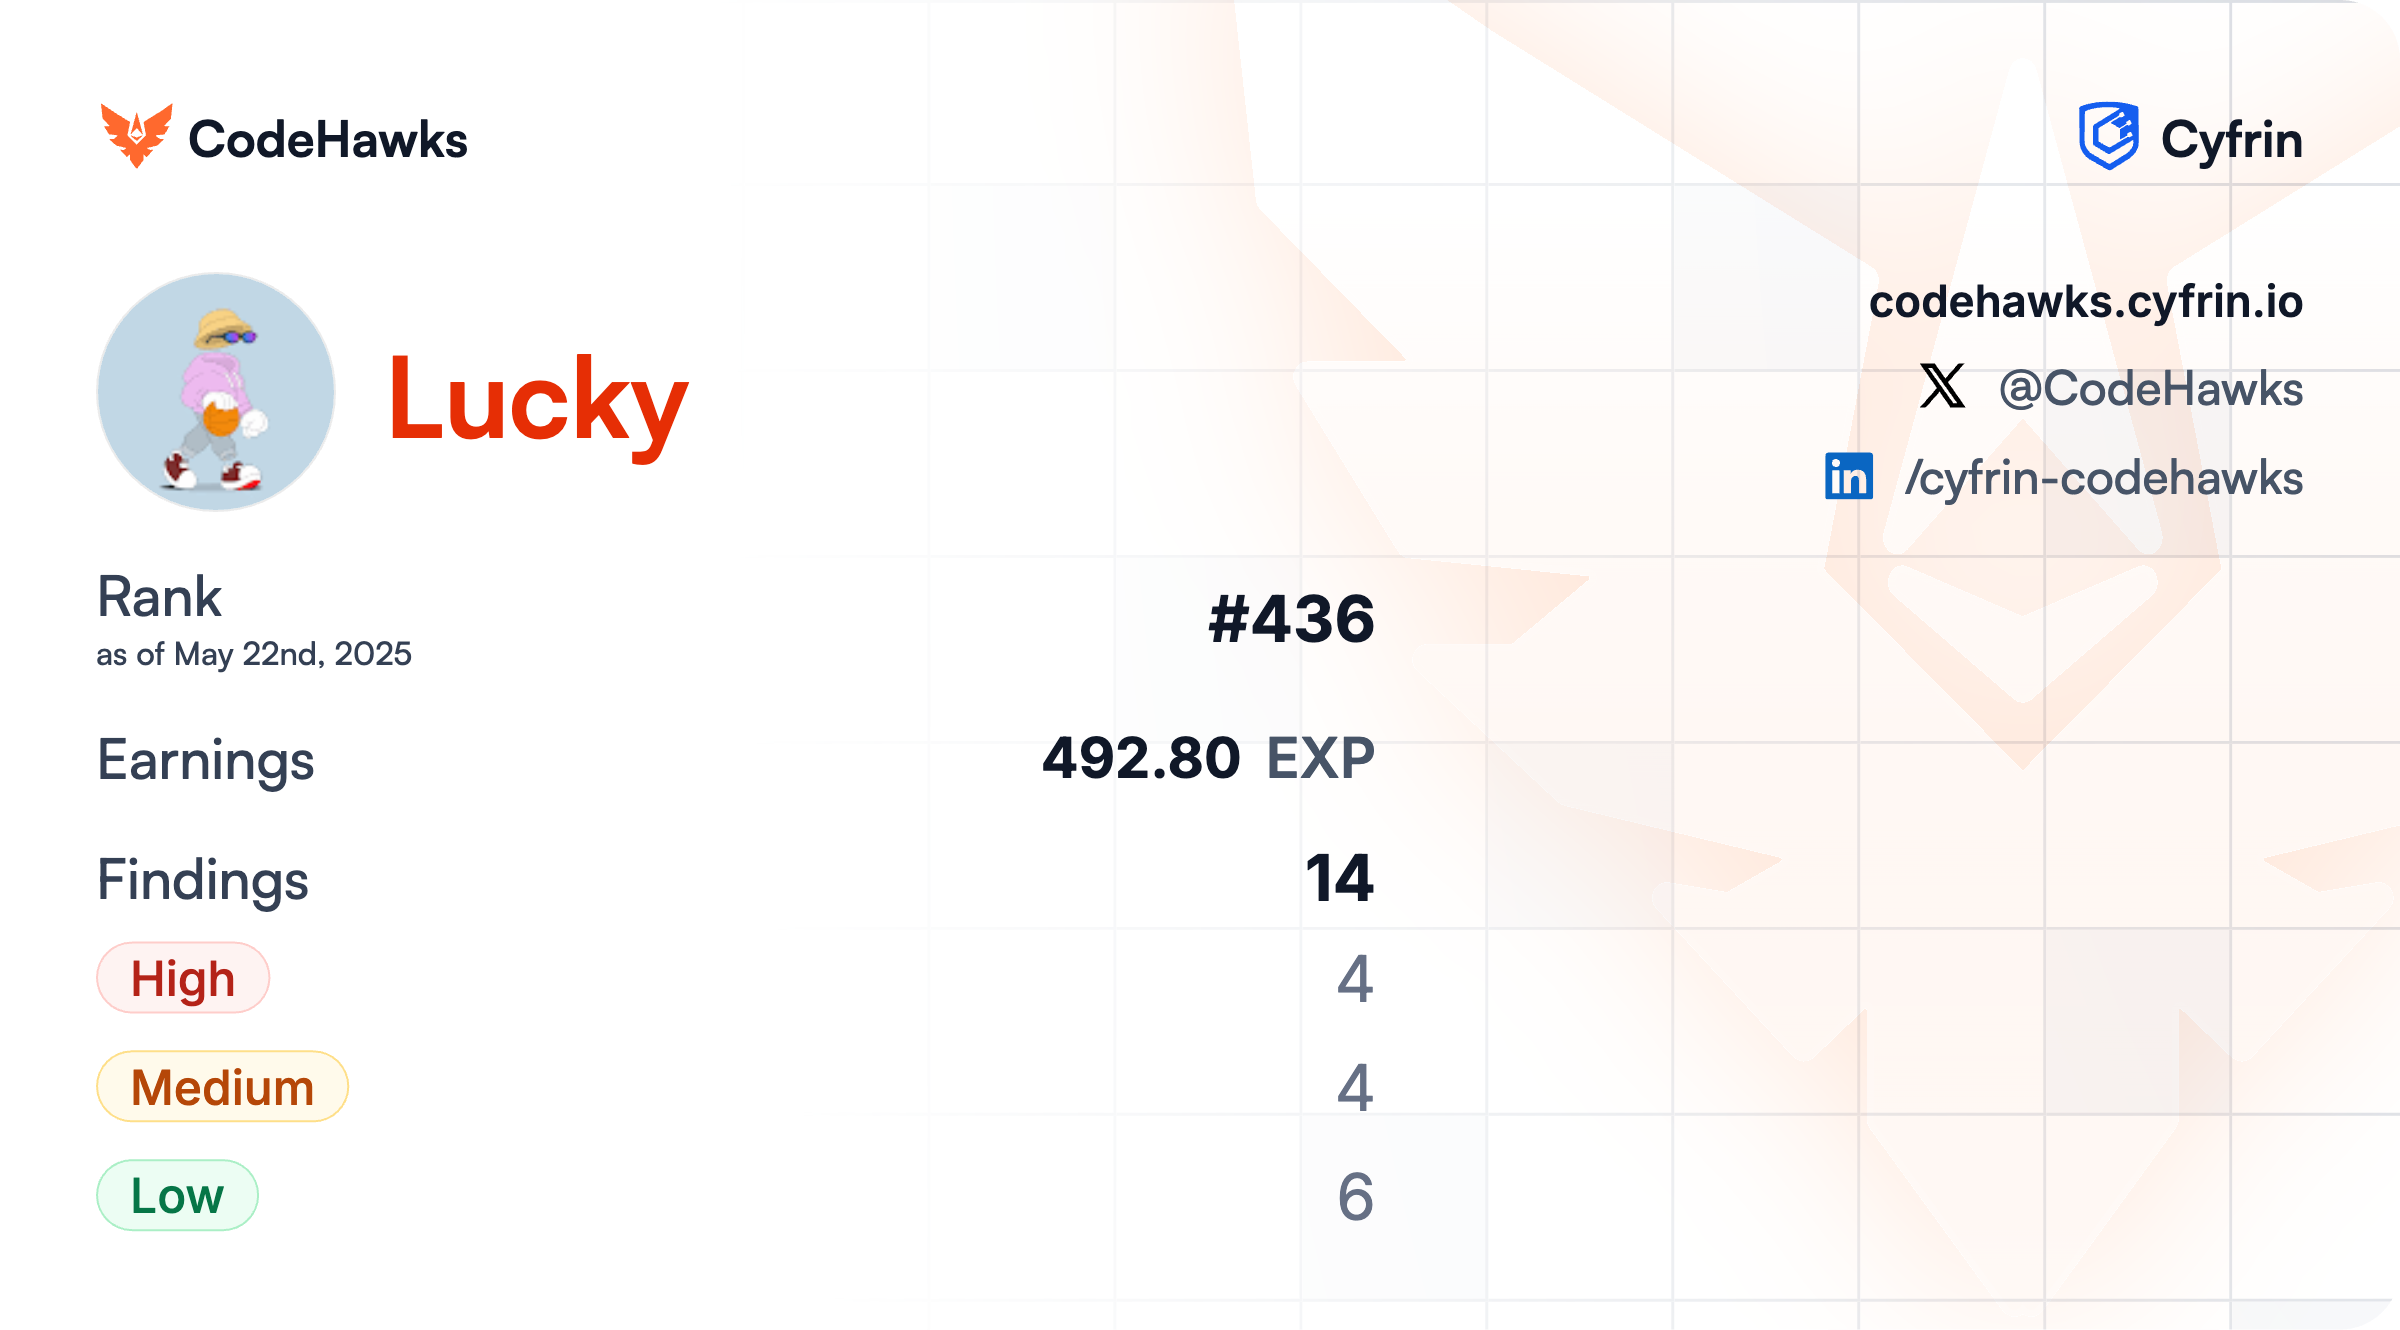 CodeHawks
Cyfrin
Lucky
codehawks.cyfrin.io
@CodeHawks
in /cyfrin-codehawks
Rank
as of May 22nd, 2025
#436
Earnings
492.80 EXP
Findings
14
High
4
Medium
4
Low
6